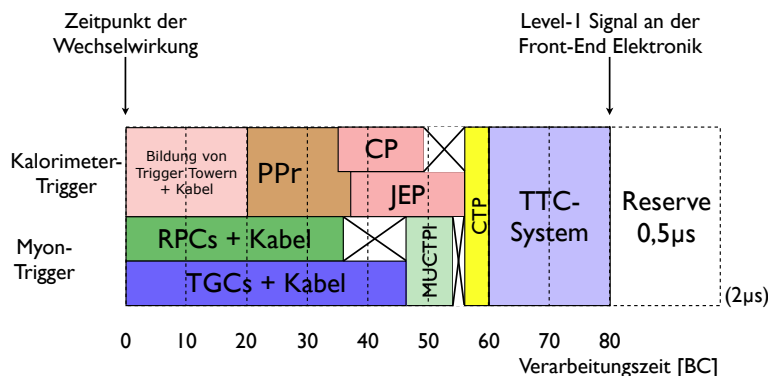 Zeitpunkt der
Wechselwirkung
Level-1 Signal an der
Front-End Elektronik
Kalorimeter-
Trigger
Bildung von
Trigger Towern
+ Kabel
PPr
CP
JEP
CTP
TTC-
System
Reserve
0,5µs
Myon-
Trigger
RPCs + Kabel
TGCs + Kabel
MUCTPI
(2µs)
0 10 20 30 40 50 60 70 80
Verarbeitungszeit [BC]